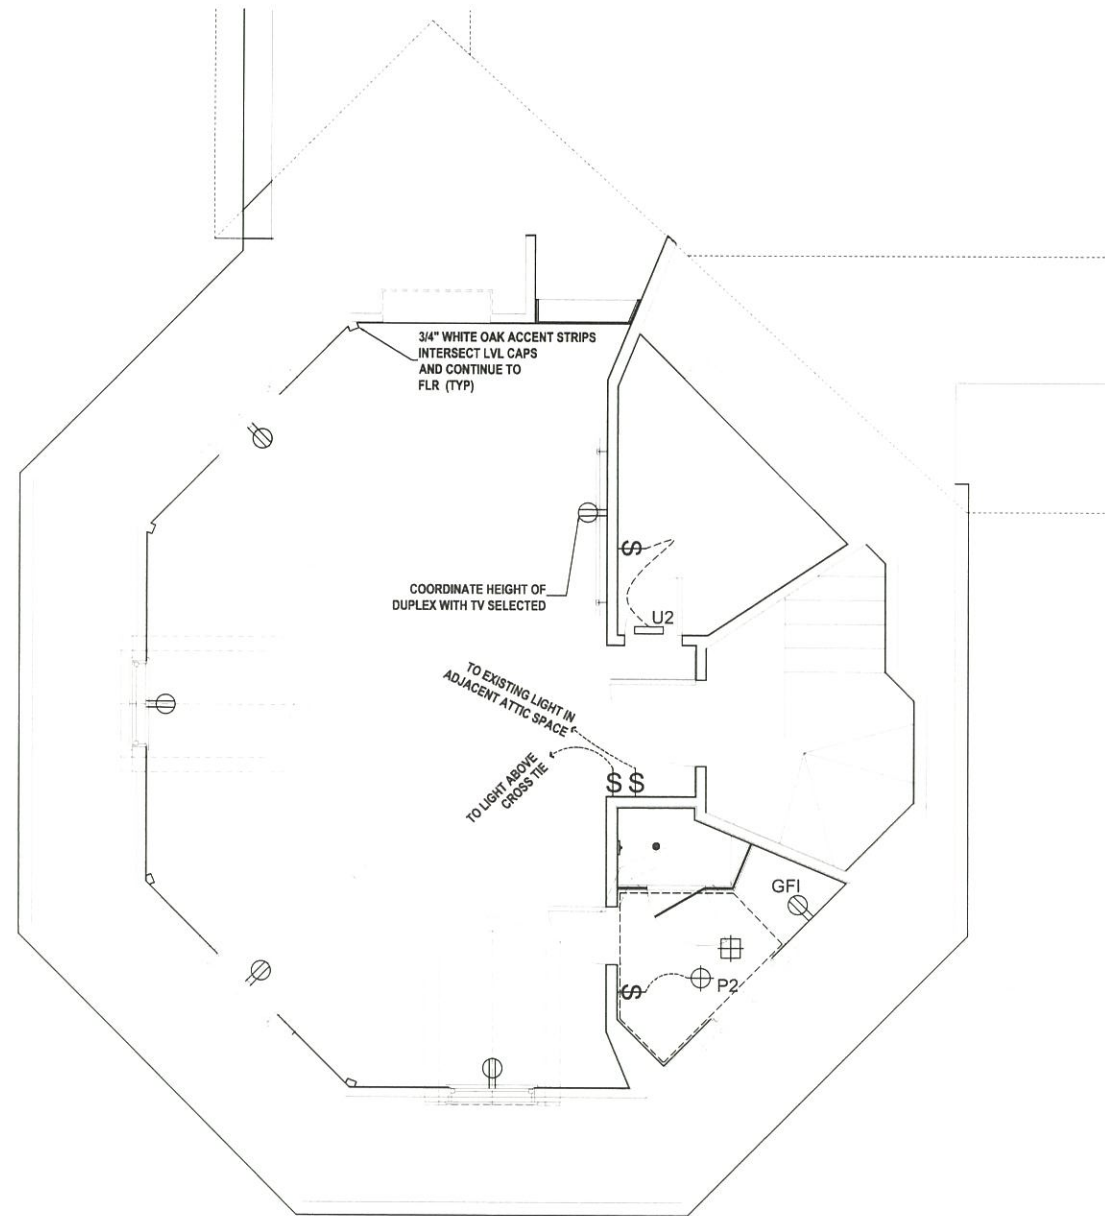 3/4" WHITE OAK ACCENT STRIPS
INTERSECT LVL CAPS
AND CONTINUE TO
FLR (TYP)
S
COORDINATE HEIGHT OF
DUPLEX WITH TV SELECTED
U2
TO EXISTING LIGHT IN
ADJACENT ATTIC SPACE
TO LIGHT ABOVE
CROSS TIE
S S
GFI
S
P2